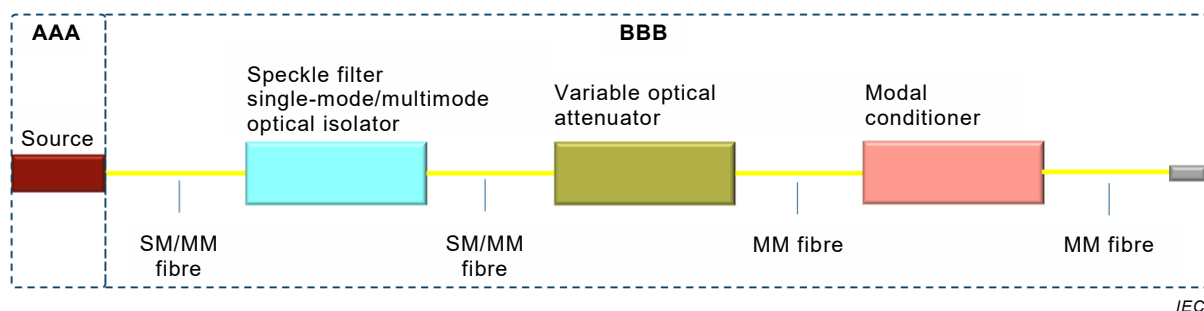 AAA
BBB
Source
Speckle filter
single-mode/multimode
optical isolator
Variable optical
attenuator
Modal
conditioner
SM/MM
fibre
SM/MM
fibre
MM fibre
MM fibre
IEC